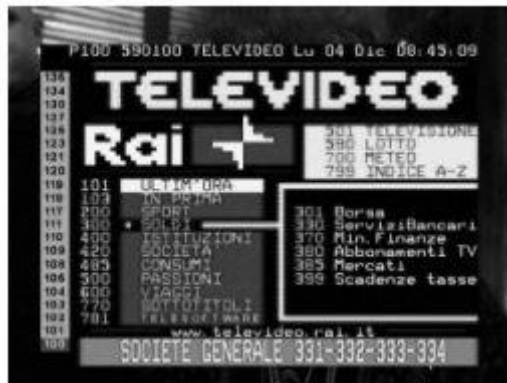 P100 590100 TELEVIDEO Lu 04 Dic 08:45:09
TELEVIDEO
Rai
501 TELEVISIONE
590 LOTTO
700 METEO
799 INDICE A-Z
101 ULTIM'ORA
103 IN PRIMA
200 SPORT
300 SOLDI
400 ISTITUZIONI
420 SOCIETA
485 CONSUMI
500 PASSIONI
600 VIAGGI
770 SOTTOTITOLI
781 TELESOFTWARE
301 Borsa
330 ServiziBancari
370 Min. Finanze
380 Abbonamenti TV
385 Mercati
399 Scadenze tasse
www.televideo.rai.it
SOCIETE GENERALE 331-332-333-334